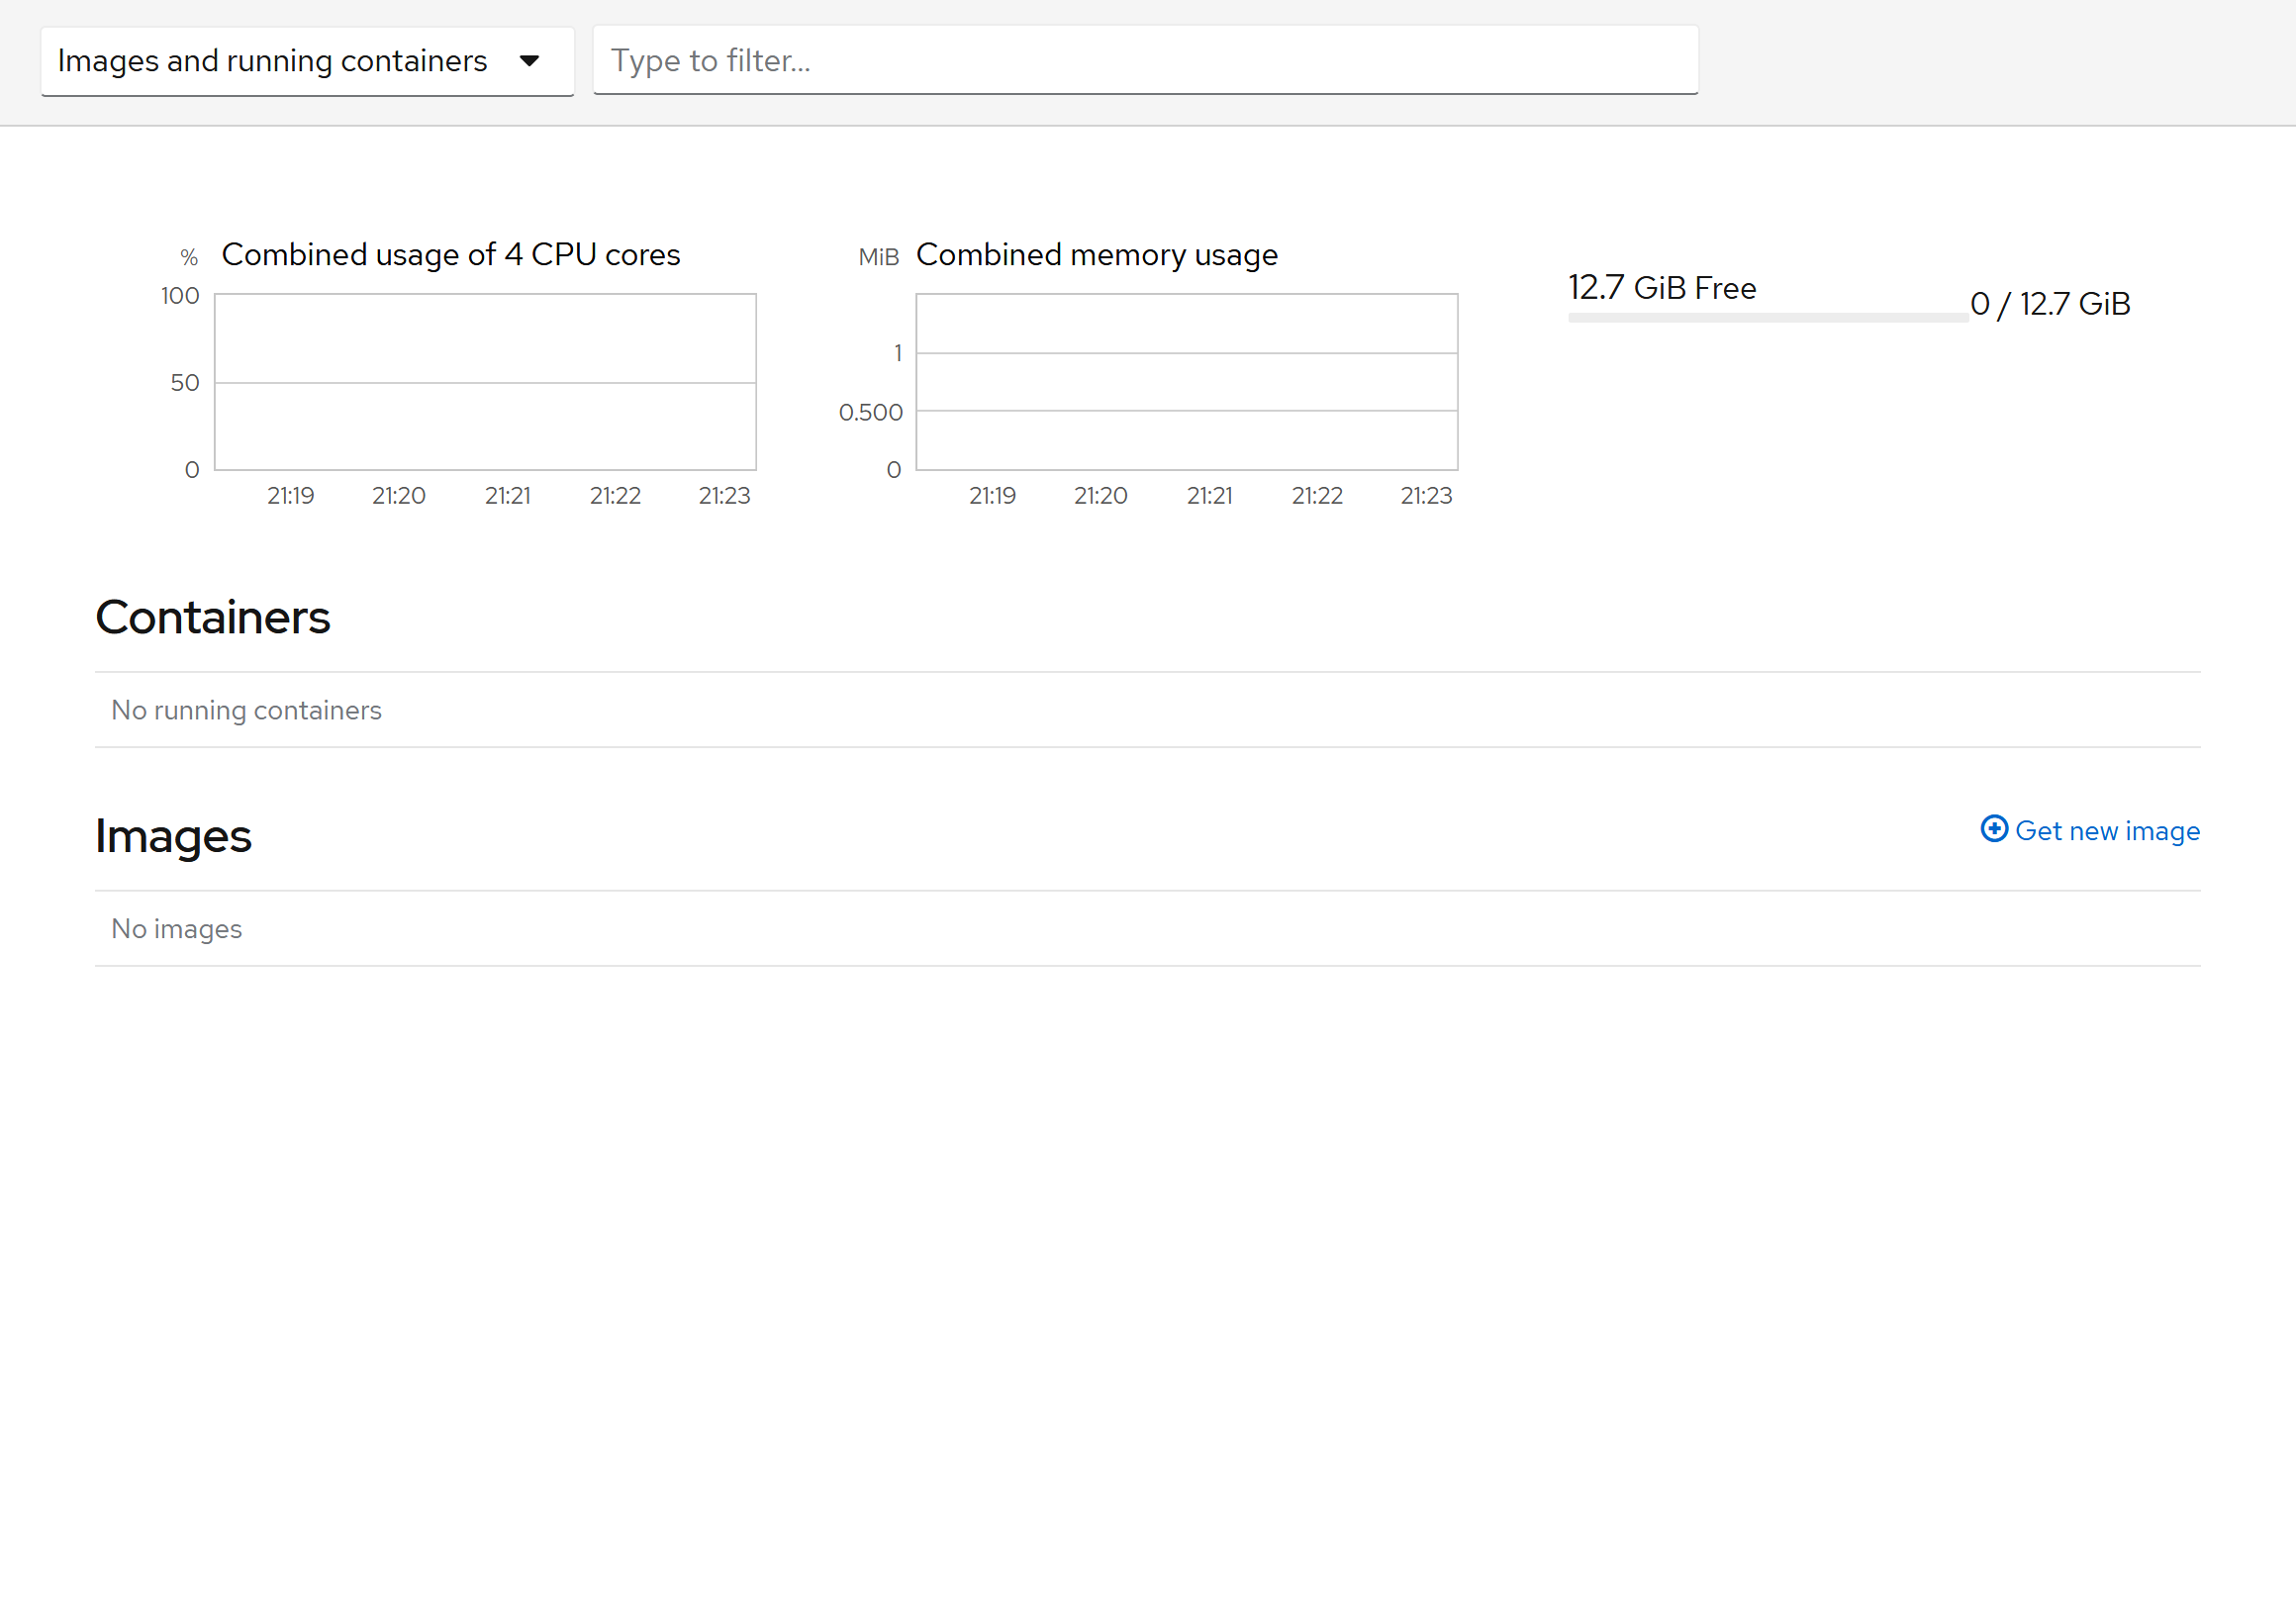 Images and running containers
Type to filter...
% Combined usage of 4 CPU cores
100
50
0
21:19 21:20 21:21 21:22 21:23
MiB Combined memory usage
1
0.500
0
21:19 21:20 21:21 21:22 21:23
12.7 GiB Free
0 / 12.7 GiB
Containers
No running containers
Images
Get new image
No images